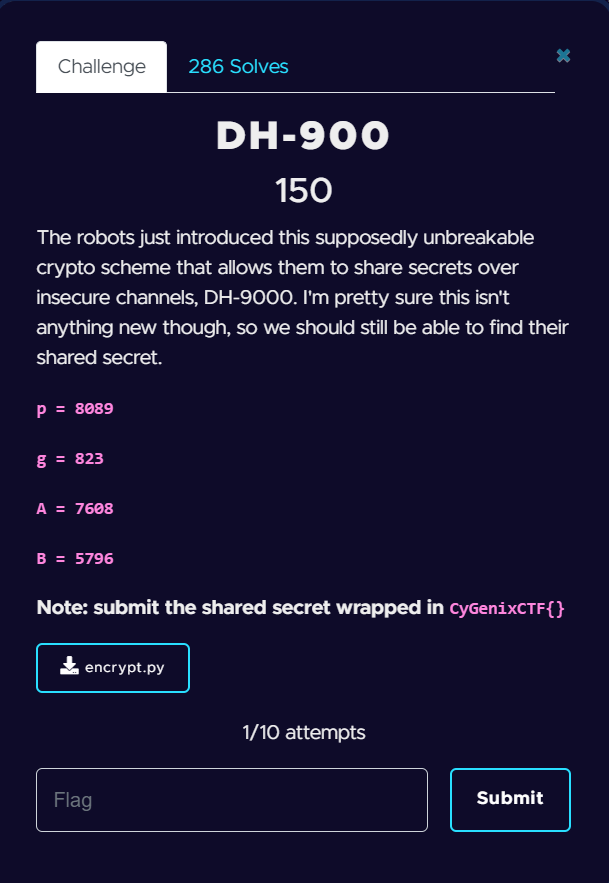 Challenge
286 Solves
✖
DH-900
150
The robots just introduced this supposedly unbreakable
crypto scheme that allows them to share secrets over
insecure channels, DH-9000. I'm pretty sure this isn't
anything new though, so we should still be able to find their
shared secret.
p = 8089
g = 823
A = 7608
B = 5796
Note: submit the shared secret wrapped in CyGenixCTF{}
encrypt.py
1/10 attempts
Flag
Submit